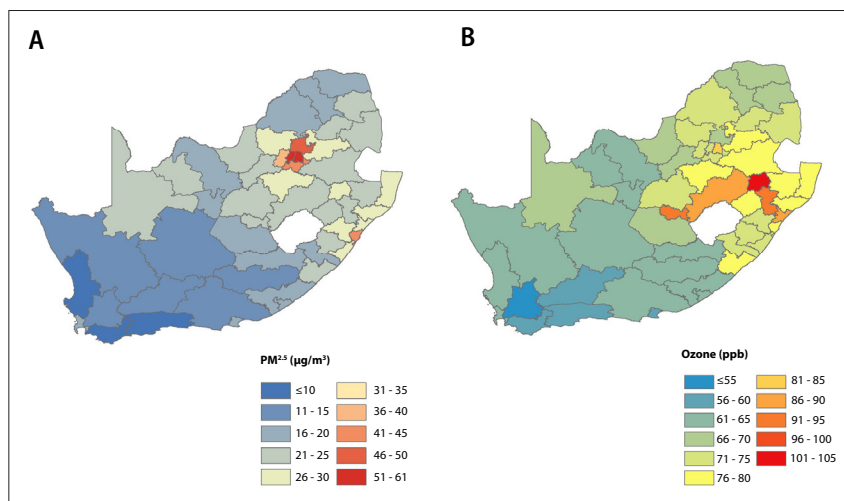 A
B
PM2.5 (µg/m³)
≤10
11 - 15
16 - 20
21 - 25
26 - 30
31 - 35
36 - 40
41 - 45
46 - 50
51 - 61
Ozone (ppb)
≤55
56 - 60
61 - 65
66 - 70
71 - 75
76 - 80
81 - 85
86 - 90
91 - 95
96 - 100
101 - 105